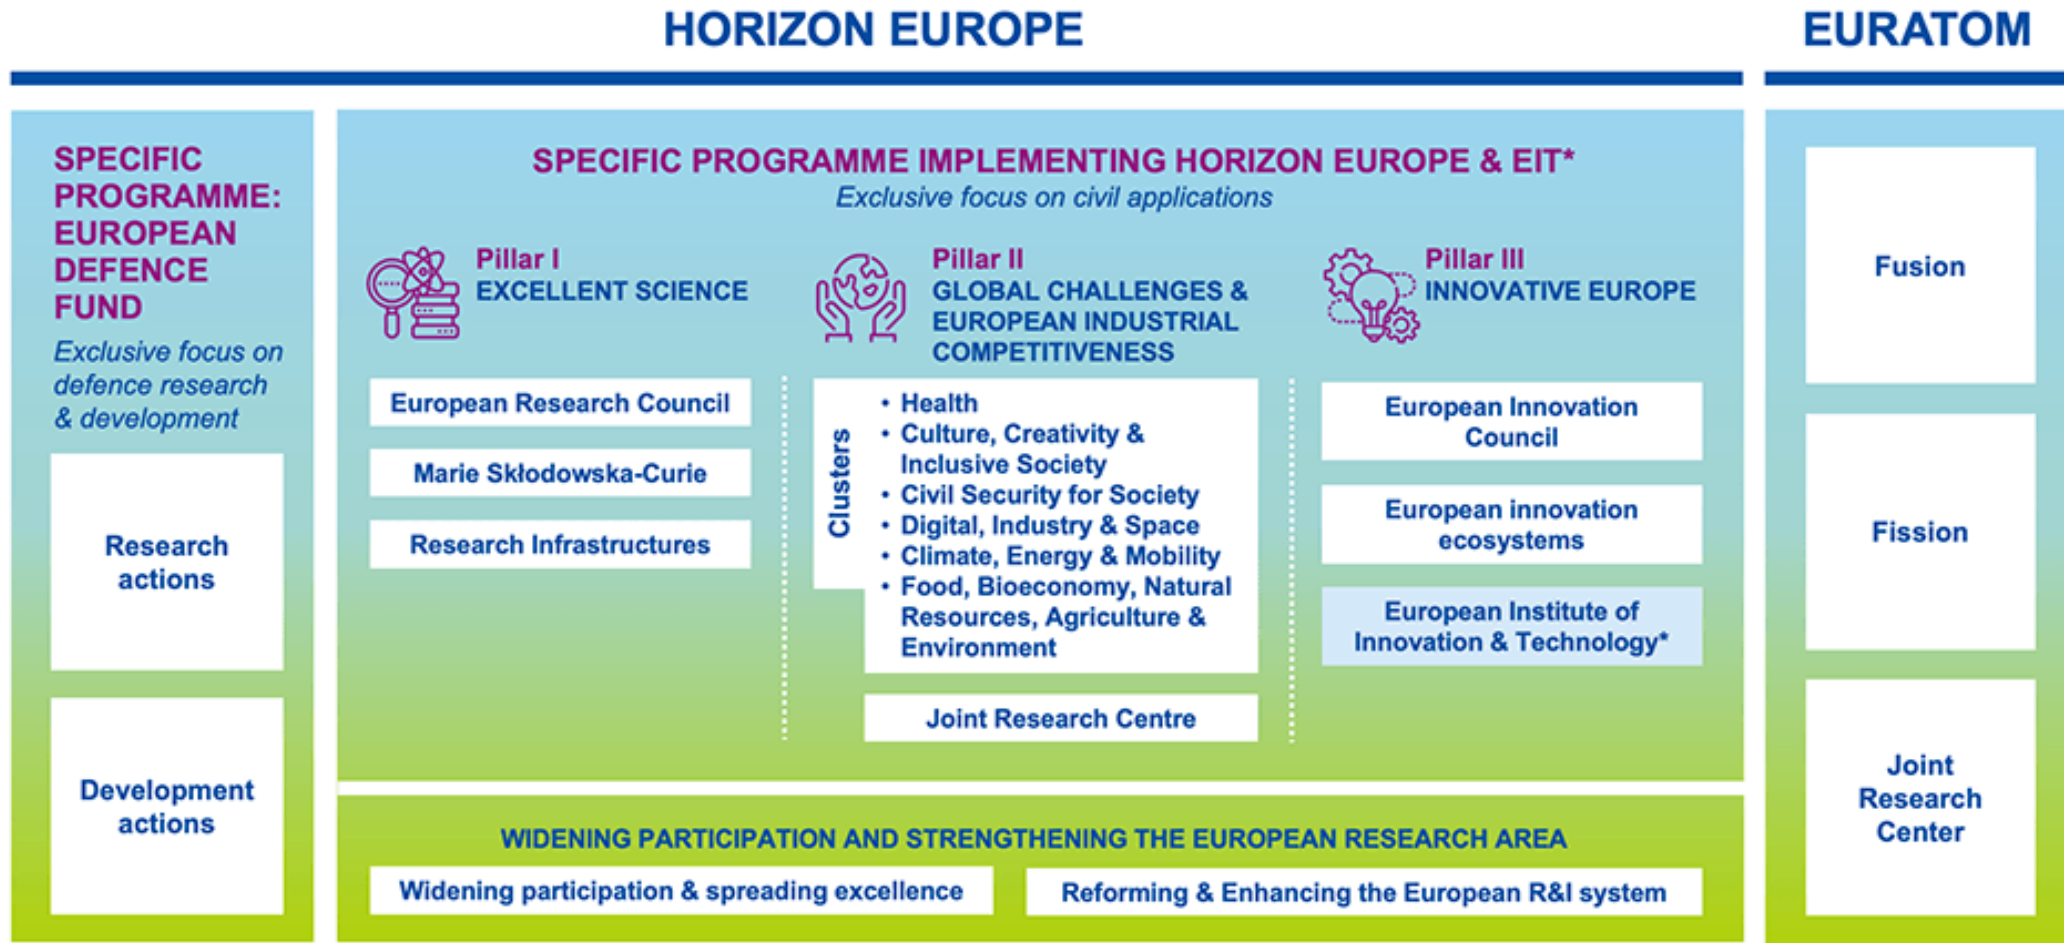 HORIZON EUROPE
EURATOM
SPECIFIC
PROGRAMME:
EUROPEAN
DEFENCE
FUND
Exclusive focus on
defence research
& development
Research
actions
Development
actions
SPECIFIC PROGRAMME IMPLEMENTING HORIZON EUROPE & EIT*
Exclusive focus on civil applications
Pillar I
EXCELLENT SCIENCE
European Research Council
Marie Skłodowska-Curie
Research Infrastructures
Pillar II
GLOBAL CHALLENGES &
EUROPEAN INDUSTRIAL
COMPETITIVENESS
Clusters
• Health
• Culture, Creativity &
Inclusive Society
• Civil Security for Society
• Digital, Industry & Space
• Climate, Energy & Mobility
• Food, Bioeconomy, Natural
Resources, Agriculture &
Environment
Joint Research Centre
Pillar III
INNOVATIVE EUROPE
European Innovation
Council
European innovation
ecosystems
European Institute of
Innovation & Technology*
WIDENING PARTICIPATION AND STRENGTHENING THE EUROPEAN RESEARCH AREA
Widening participation & spreading excellence
Reforming & Enhancing the European R&I system
Fusion
Fission
Joint
Research
Center